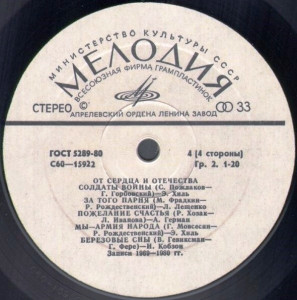 МИНИСТЕРСТВО КУЛЬТУРЫ СССР
МЕЛОДИЯ
ВСЕСОЮЗНАЯ ФИРМА ГРАМПЛАСТИНОК
СТЕРЕО 33
АПРЕЛЕВСКИЙ ОРДЕНА ЛЕНИНА ЗАВОД
ГОСТ 5289-80 4 (4 стороны)
С60—15922 Гр. 2. 1-20
ОТ СЕРДЦА И ОТЕЧЕСТВА
СОЛДАТЫ ВОЙНЫ (С. Пожлаков—
Г. Горбовский)—Э. Хиль
ЗА ТОГО ПАРНЯ (М. Фрадкин—
Р. Рождественский)—Л. Лещенко
ПОЖЕЛАНИЕ СЧАСТЬЯ (Р. Хозак—
Л. Иванова)—А. Герман
МЫ—АРМИЯ НАРОДА (Г. Мовсесян—
Р. Рождественский)—Э. Хиль
БЕРЕЗОВЫЕ СНЫ (В. Гевиксман—
Г. Фере)—И. Кобзон
Записи гг.